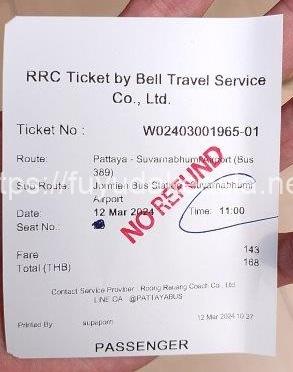 RRC Ticket by Bell Travel Service
Co., Ltd.
Ticket No : W02403001965-01
Route: Pattaya - Suvarnabhumi Airport (Bus
389)
Sub Route: Jomtien Bus Station - Suvarnabhumi
Airport
Date: 12 Mar 2024 Time: 11:00
Seat No:
NO REFUND
Fare 143
Total (THB) 168
Contact Service Provider : Roong Reuang Coach Co., Ltd.
LINE OA : @PATTAYABUS
Printed By supaporn 12 Mar 2024 10:27
PASSENGER